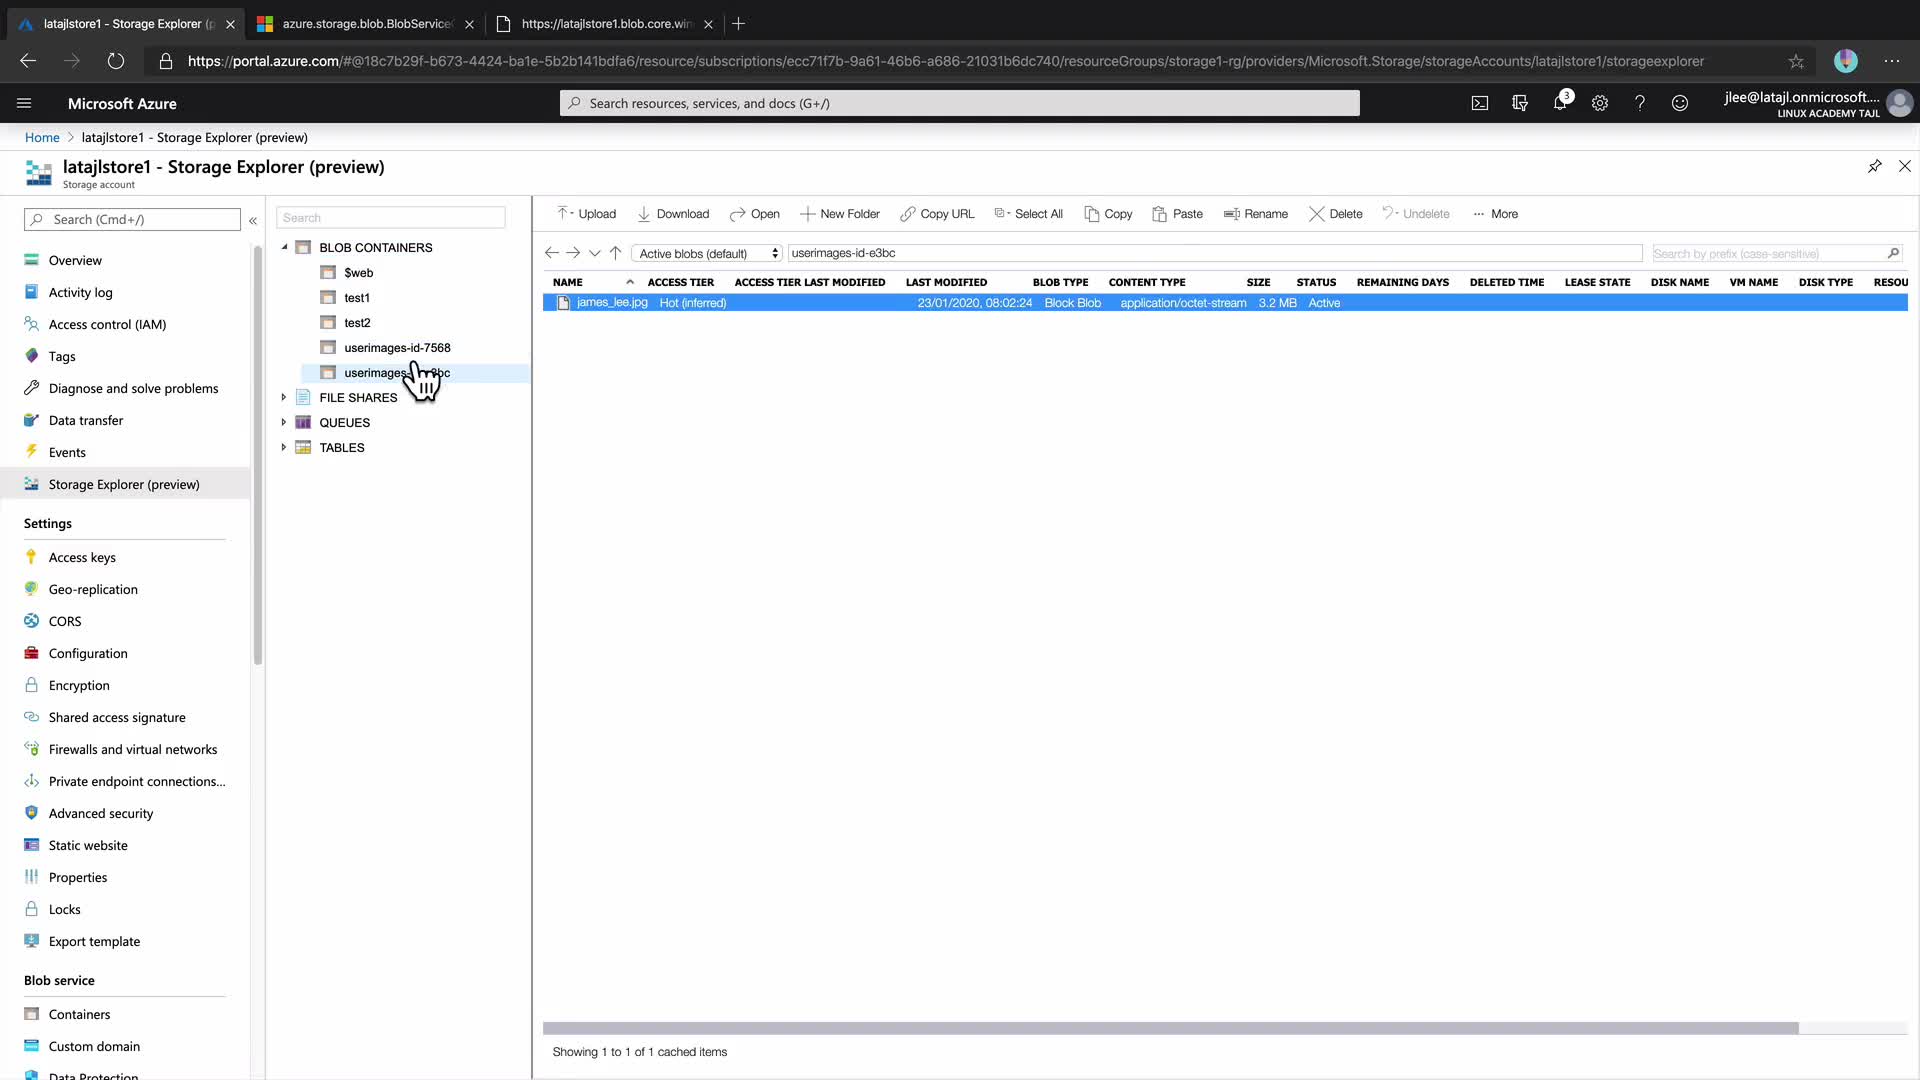 latajlstore1 - Storage Explorer (p
azure.storage.blob.BlobService
https://latajlstore1.blob.core.win
https://portal.azure.com/#@18c7b29f-b673-4424-ba1e-5b2b141bdfa6/resource/subscriptions/ecc71f7b-9a61-46b6-a686-21031b6dc740/resourceGroups/storage1-rg/providers/Microsoft.Storage/storageAccounts/latajlstore1/storageexplorer
Microsoft Azure
Search resources, services, and docs (G+/)
3
jlee@latajl.onmicrosoft....
LINUX ACADEMY TAJL
Home > latajlstore1 - Storage Explorer (preview)
latajlstore1 - Storage Explorer (preview)
Storage account
Search (Cmd+/)
Overview
Activity log
Access control (IAM)
Tags
Diagnose and solve problems
Data transfer
Events
Storage Explorer (preview)
Settings
Access keys
Geo-replication
CORS
Configuration
Encryption
Shared access signature
Firewalls and virtual networks
Private endpoint connections...
Advanced security
Static website
Properties
Locks
Export template
Blob service
Containers
Custom domain
Data Protection
Search
BLOB CONTAINERS
$web
test1
test2
userimages-id-7568
userimages-
bc
FILE SHARES
QUEUES
TABLES
Upload Download Open New Folder Copy URL Select All Copy Paste Rename Delete Undelete ... More
Active blobs (default) userimages-id-e3bc Search by prefix (case-sensitive)
NAME ACCESS TIER ACCESS TIER LAST MODIFIED LAST MODIFIED BLOB TYPE CONTENT TYPE SIZE STATUS REMAINING DAYS DELETED TIME LEASE STATE DISK NAME VM NAME DISK TYPE RESOU
james_lee.jpg Hot (inferred) 23/01/2020, 08:02:24 Block Blob application/octet-stream 3.2 MB Active
Showing 1 to 1 of 1 cached items